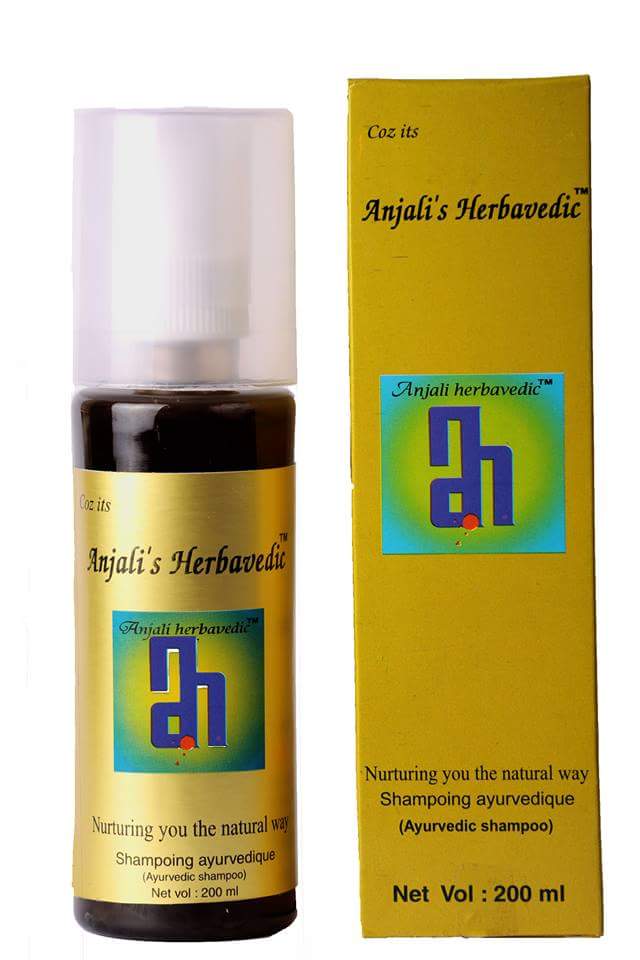 Coz its
Anjali's Herbavedic™
Anjali herbavedic™
ah
Nurturing you the natural way
Shampoing ayurvedique
(Ayurvedic shampoo)
Net vol : 200 ml
Coz its
Anjali's Herbavedic™
Anjali herbavedic™
ah
Nurturing you the natural way
Shampoing ayurvedique
(Ayurvedic shampoo)
Net Vol : 200 ml